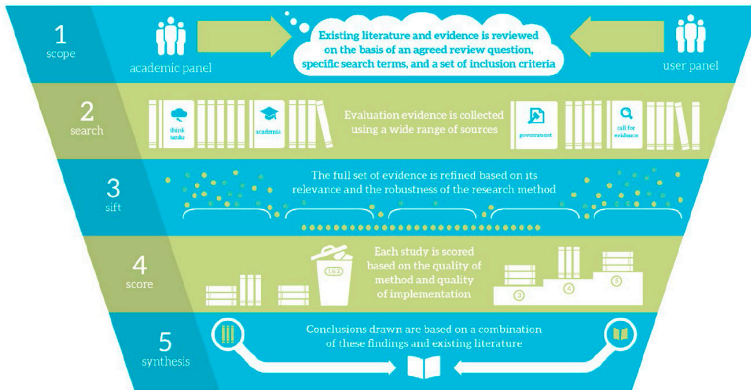 1
scope
academic panel
Existing literature and evidence is reviewed
on the basis of an agreed review question,
specific search terms, and a set of inclusion criteria
user panel
2
search
think
tanks
academia
Evaluation evidence is collected
using a wide range of sources
government
call for
evidence
3
sift
The full set of evidence is refined based on its
relevance and the robustness of the research method
4
score
1&2
Each study is scored
based on the quality of
method and quality
of implementation
3
4
5
5
synthesis
Conclusions drawn are based on a combination
of these findings and existing literature